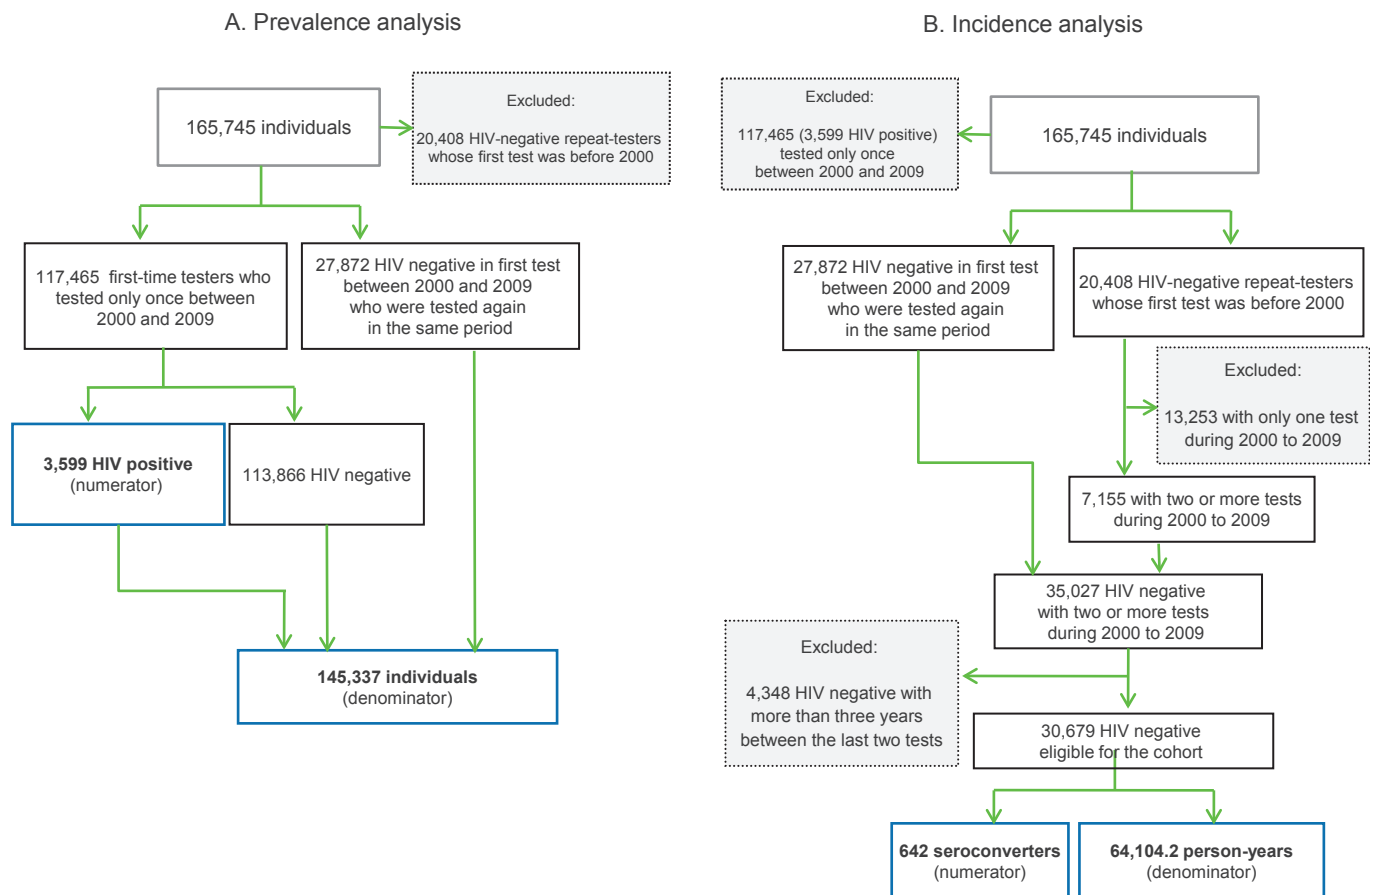 A. Prevalence analysis
165,745 individuals
Excluded:
20,408 HIV-negative repeat-testers
whose first test was before 2000
117,465 first-time testers who
tested only once between
2000 and 2009
27,872 HIV negative in first test
between 2000 and 2009
who were tested again
in the same period
3,599 HIV positive
(numerator)
113,866 HIV negative
145,337 individuals
(denominator)
B. Incidence analysis
Excluded:
117,465 (3,599 HIV positive)
tested only once
between 2000 and 2009
165,745 individuals
27,872 HIV negative in first test
between 2000 and 2009
who were tested again
in the same period
20,408 HIV-negative repeat-testers
whose first test was before 2000
Excluded:
13,253 with only one test
during 2000 to 2009
7,155 with two or more tests
during 2000 to 2009
35,027 HIV negative
with two or more tests
during 2000 to 2009
Excluded:
4,348 HIV negative with
more than three years
between the last two tests
30,679 HIV negative
eligible for the cohort
642 seroconverters
(numerator)
64,104.2 person-years
(denominator)